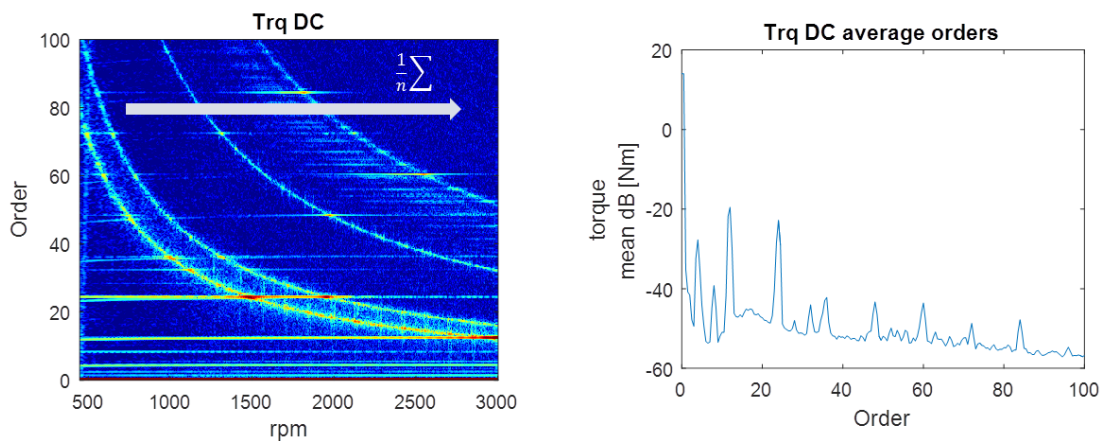 Trq DC
100
80
60
40
20
0
Order
1/n ∑
500 1000 1500 2000 2500 3000
rpm
Trq DC average orders
20
0
-20
-40
-60
torque
mean dB [Nm]
0 20 40 60 80 100
Order